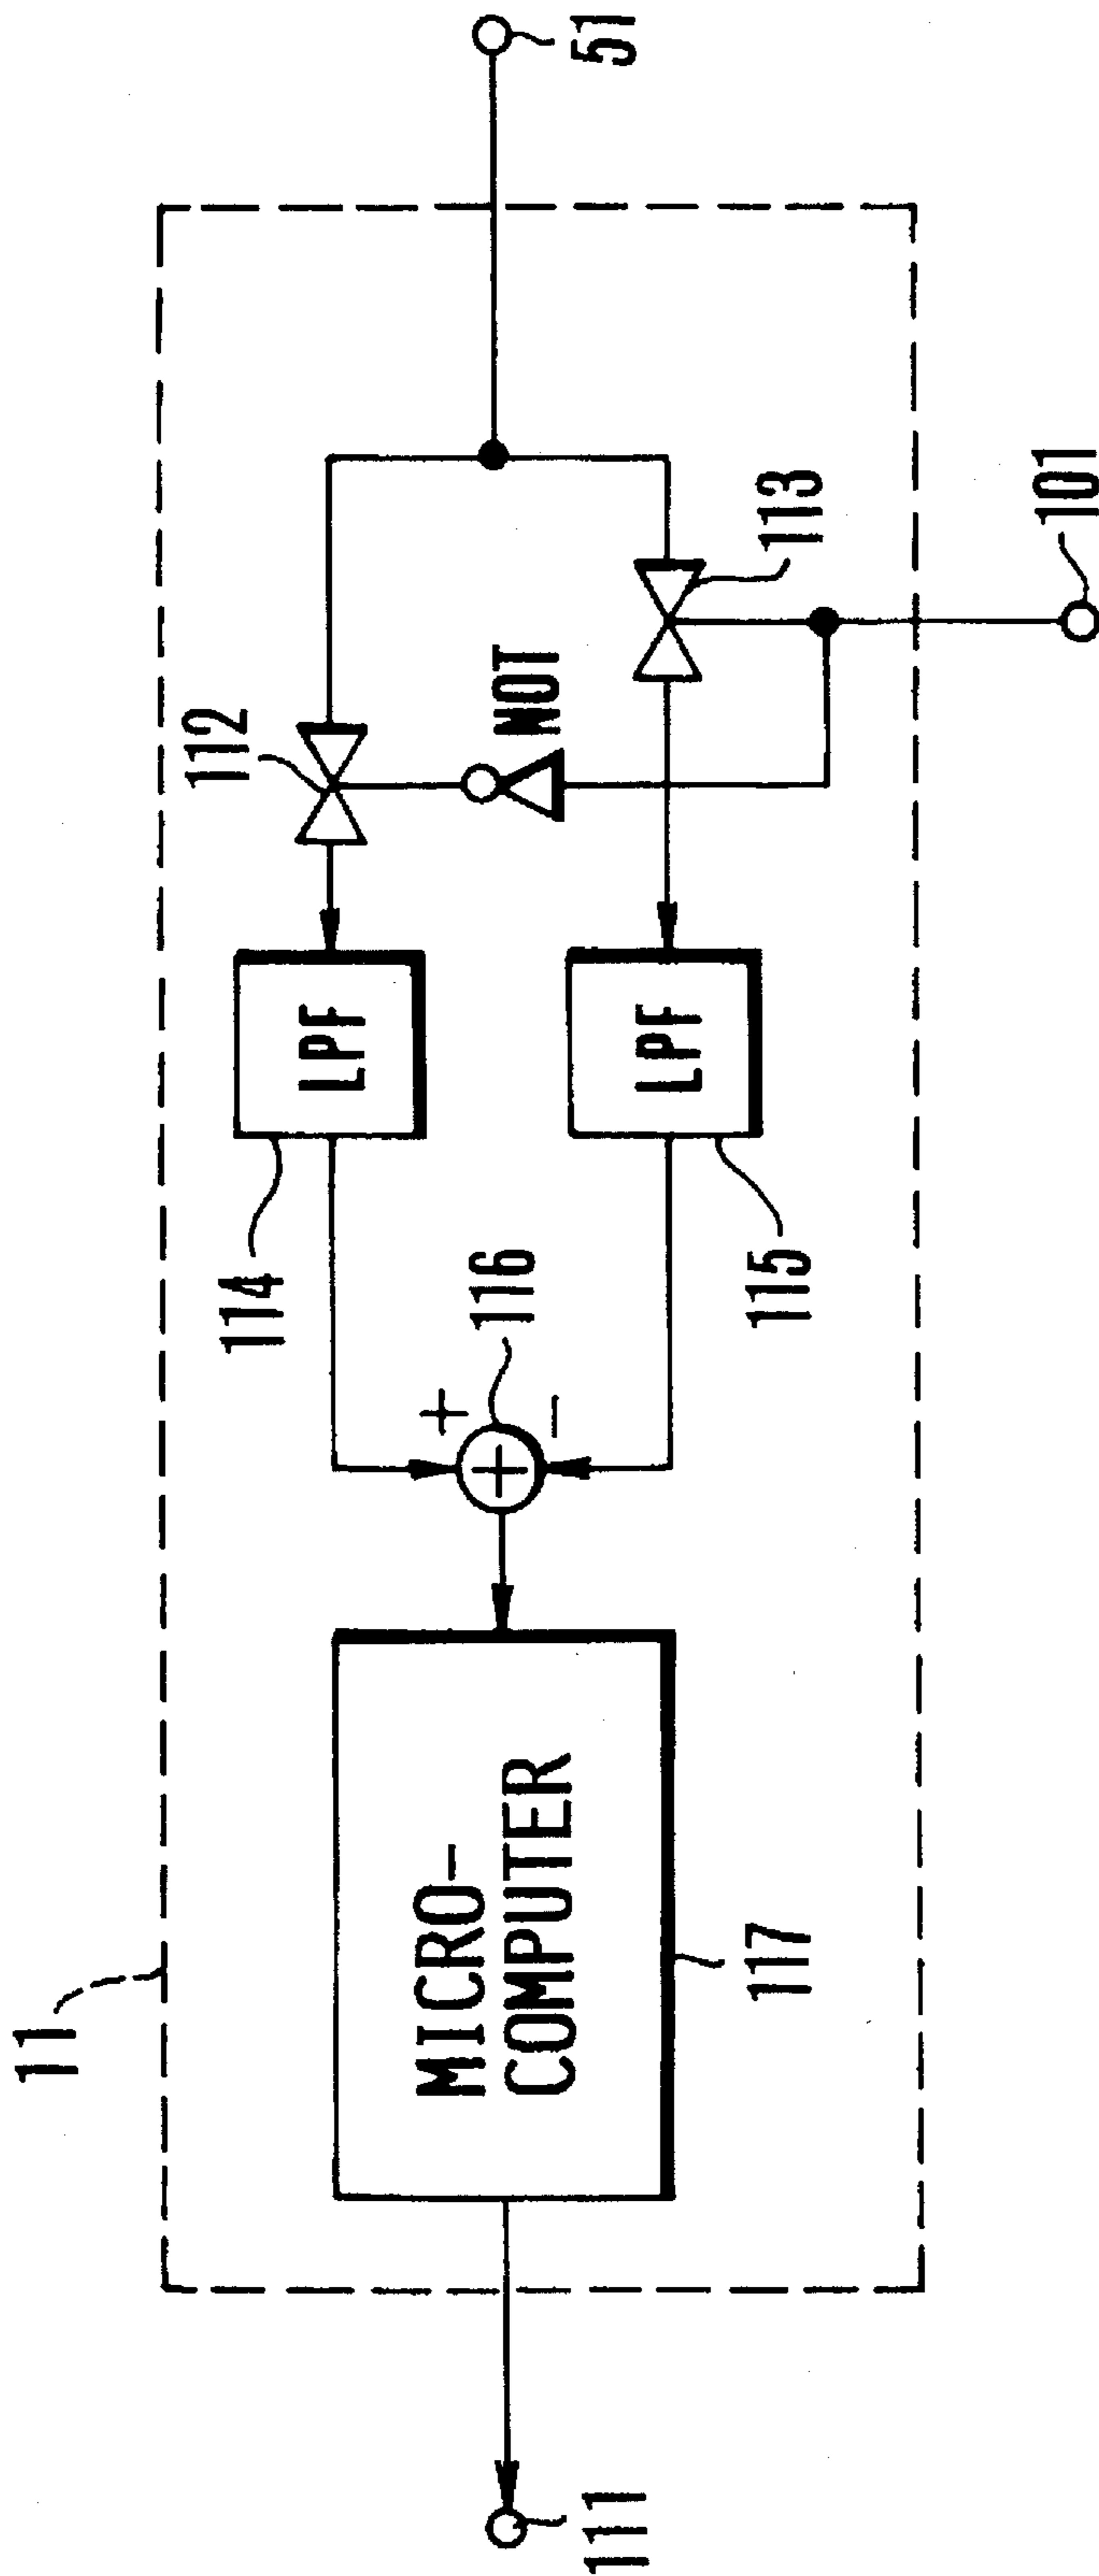 11
111
MICRO-
COMPUTER
117
116
+
−
+
114
LPF
115
LPF
112
NOT
113
101
51